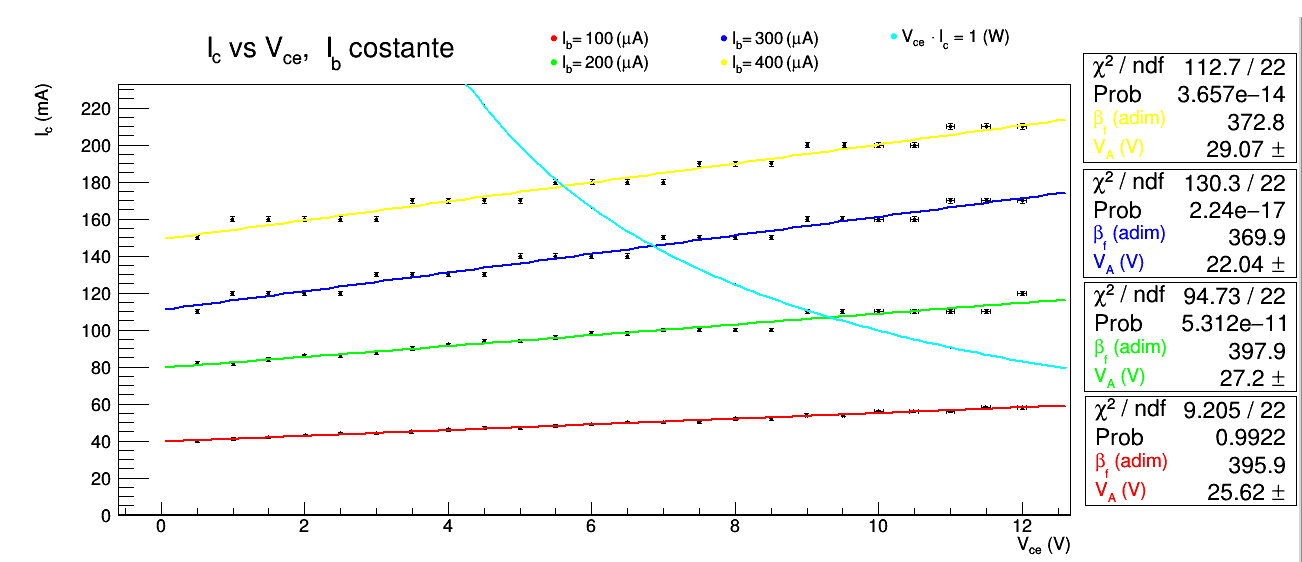 I_c vs V_ce, I_b costante
I_b= 100 (μA)
I_b= 200 (μA)
I_b= 300 (μA)
I_b= 400 (μA)
V_ce · I_c = 1 (W)
I_c (mA)
220
200
180
160
140
120
100
80
60
40
20
0
0 2 4 6 8 10 12
V_ce (V)
χ² / ndf 112.7 / 22
Prob 3.657e−14
β_f (adim) 372.8
V_A (V) 29.07 ±
χ² / ndf 130.3 / 22
Prob 2.24e−17
β_f (adim) 369.9
V_A (V) 22.04 ±
χ² / ndf 94.73 / 22
Prob 5.312e−11
β_f (adim) 397.9
V_A (V) 27.2 ±
χ² / ndf 9.205 / 22
Prob 0.9922
β_f (adim) 395.9
V_A (V) 25.62 ±